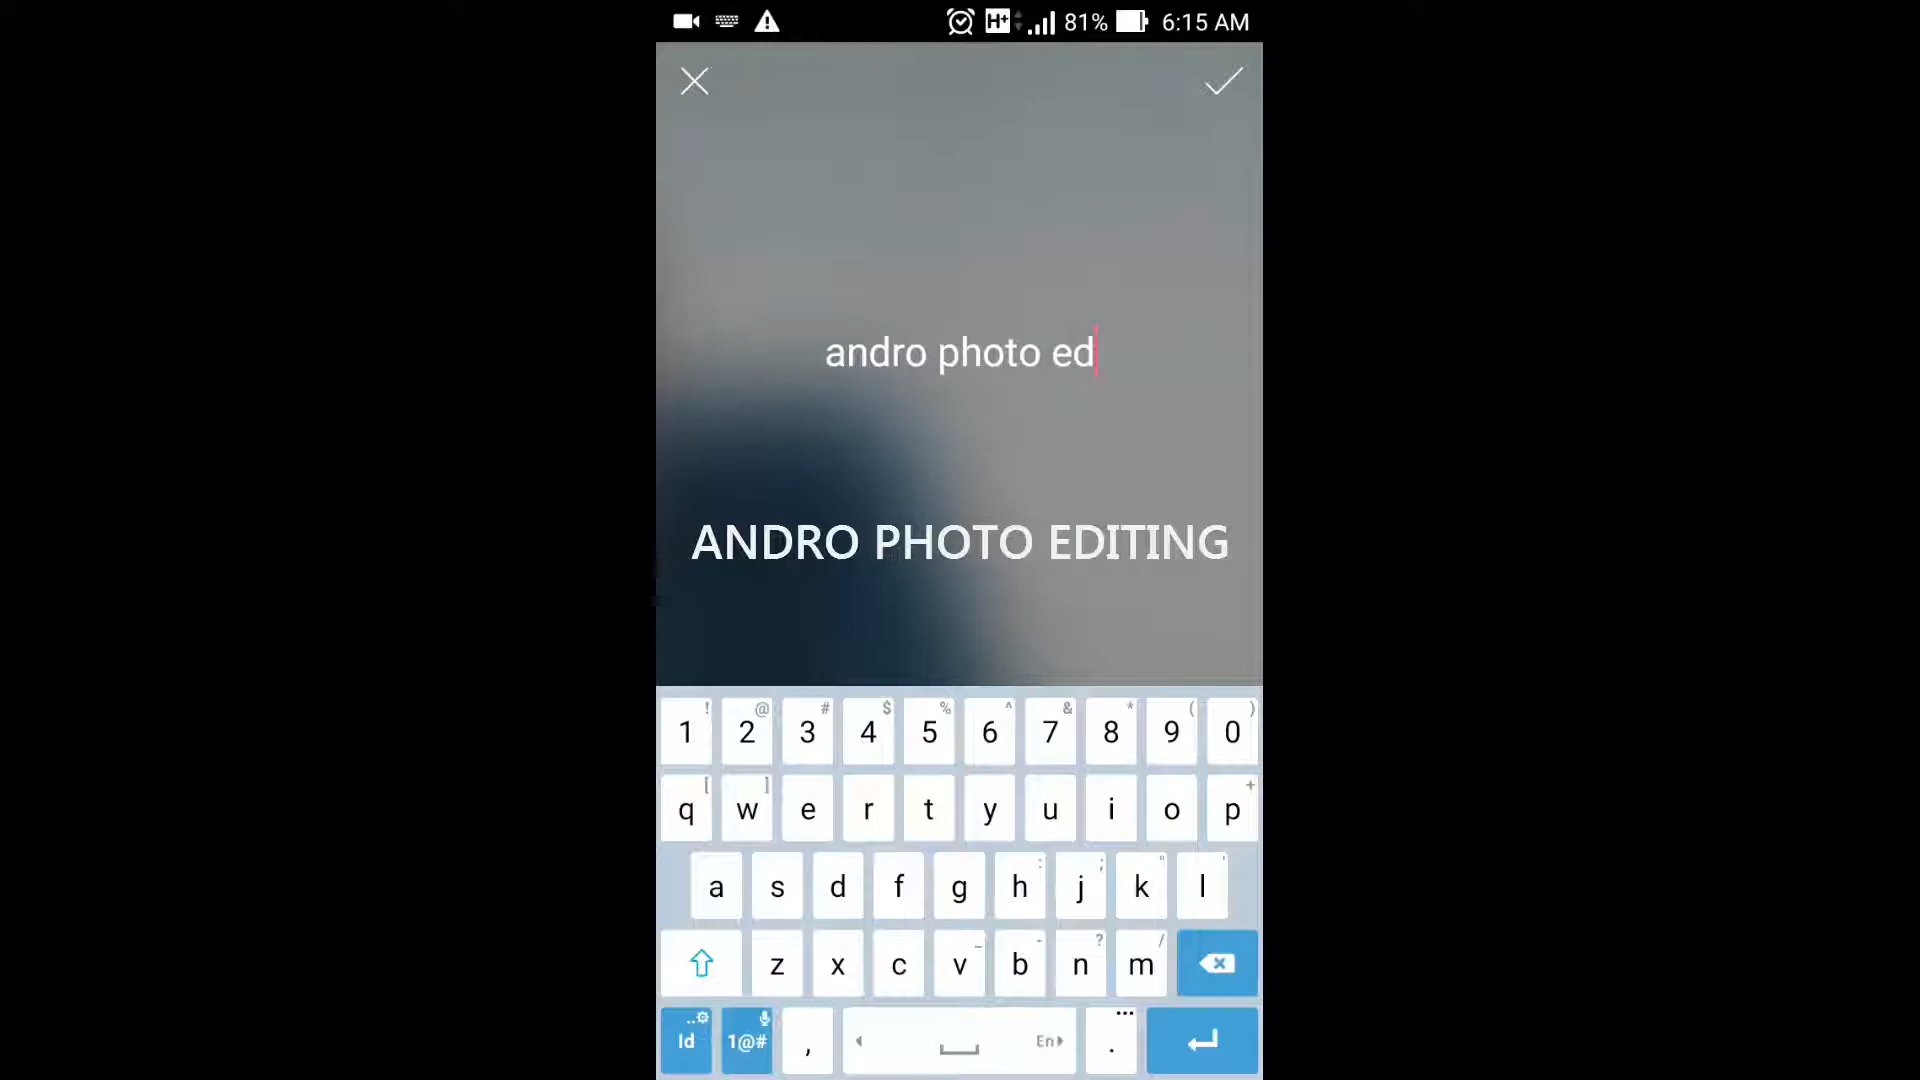 81% 6:15 AM
andro photo ed
ANDRO PHOTO EDITING
! @ # $ % ^ & * ( )
1 2 3 4 5 6 7 8 9 0
[ ] +
q w e r t y u i o p
: ; " '
a s d f g h j k l
_ - ? /
z x c v b n m
Id 1@# , En .